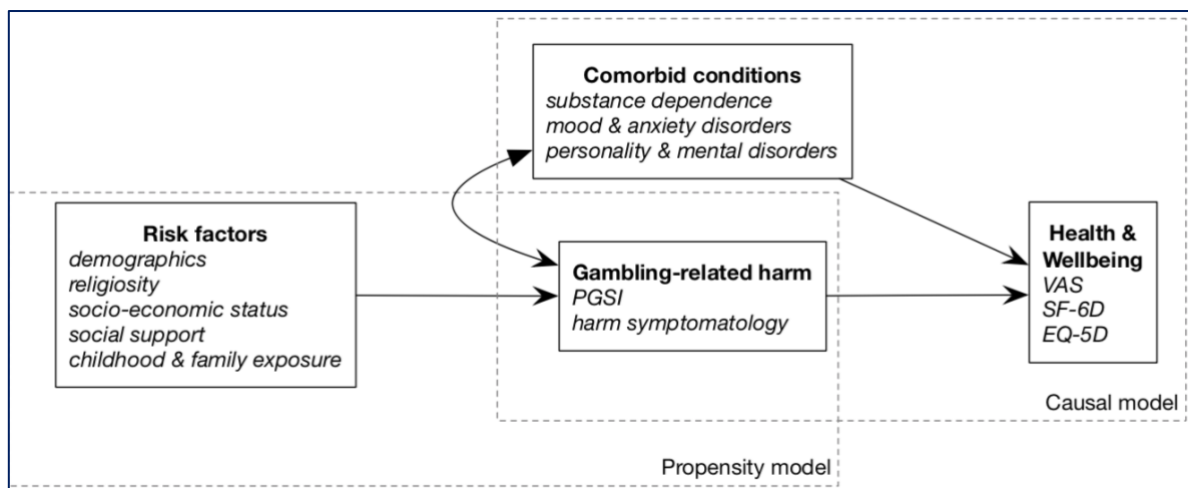 Comorbid conditions
substance dependence
mood & anxiety disorders
personality & mental disorders
Risk factors
demographics
religiosity
socio-economic status
social support
childhood & family exposure
Gambling-related harm
PGSI
harm symptomatology
Health &
Wellbeing
VAS
SF-6D
EQ-5D
Causal model
Propensity model